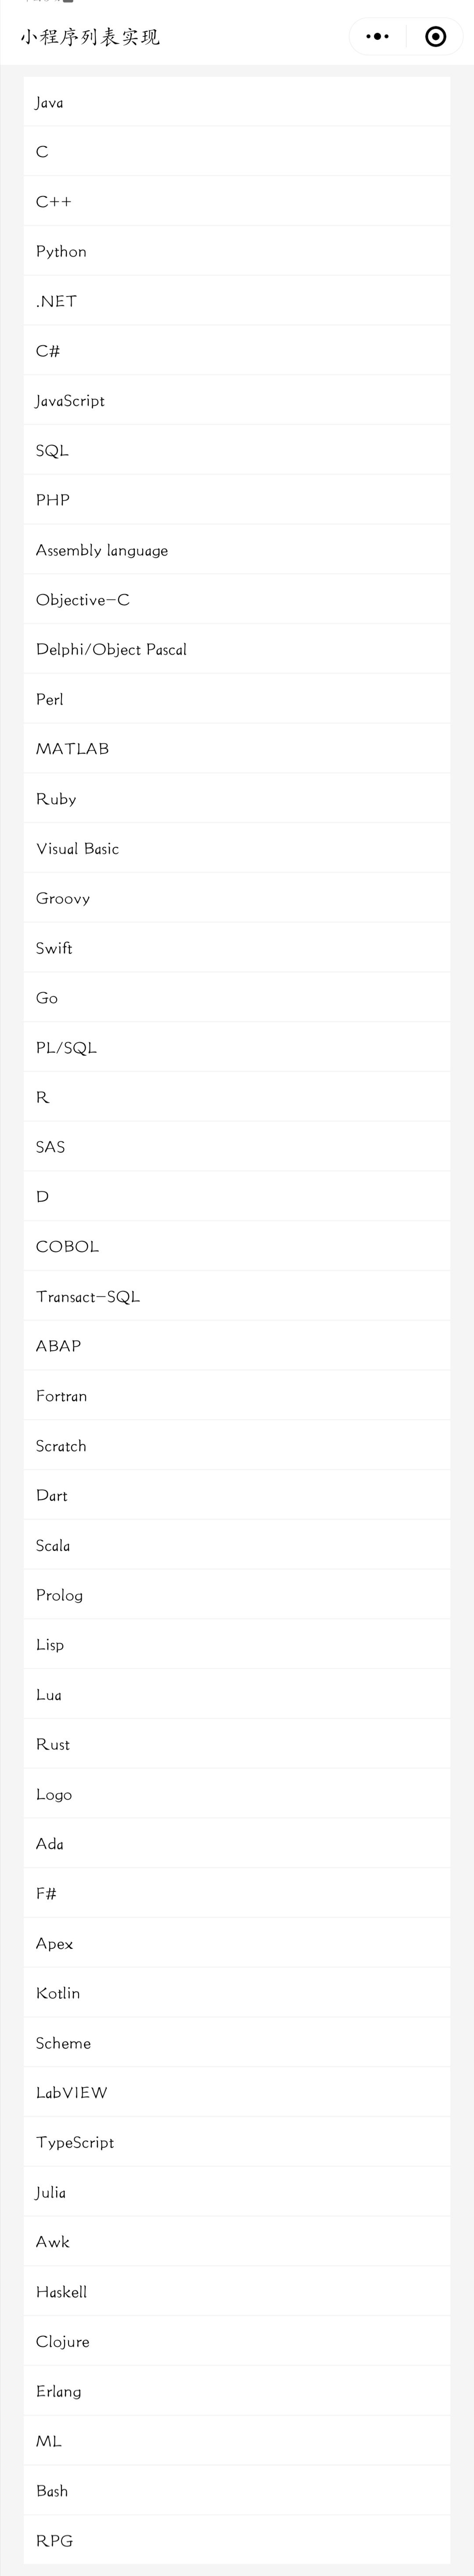 小程序列表实现
Java
C
C++
Python
.NET
C#
JavaScript
SQL
PHP
Assembly language
Objective-C
Delphi/Object Pascal
Perl
MATLAB
Ruby
Visual Basic
Groovy
Swift
Go
PL/SQL
R
SAS
D
COBOL
Transact-SQL
ABAP
Fortran
Scratch
Dart
Scala
Prolog
Lisp
Lua
Rust
Logo
Ada
F#
Apex
Kotlin
Scheme
LabVIEW
TypeScript
Julia
Awk
Haskell
Clojure
Erlang
ML
Bash
RPG